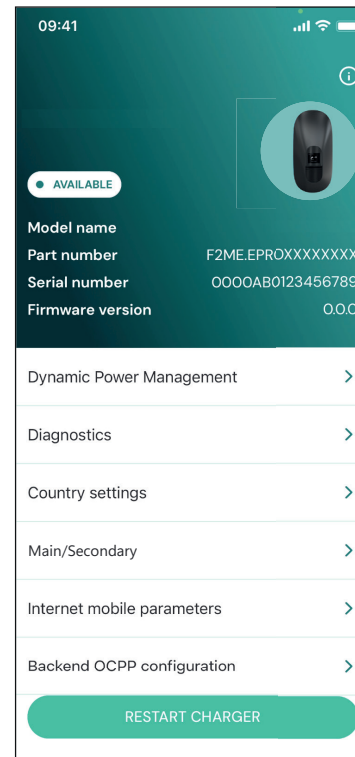 09:41
AVAILABLE
Model name
Part number F2ME.EPROXXXXXXXX
Serial number 0000AB0123456789
Firmware version 0.0.0
Dynamic Power Management
Diagnostics
Country settings
Main/Secondary
Internet mobile parameters
Backend OCPP configuration
RESTART CHARGER